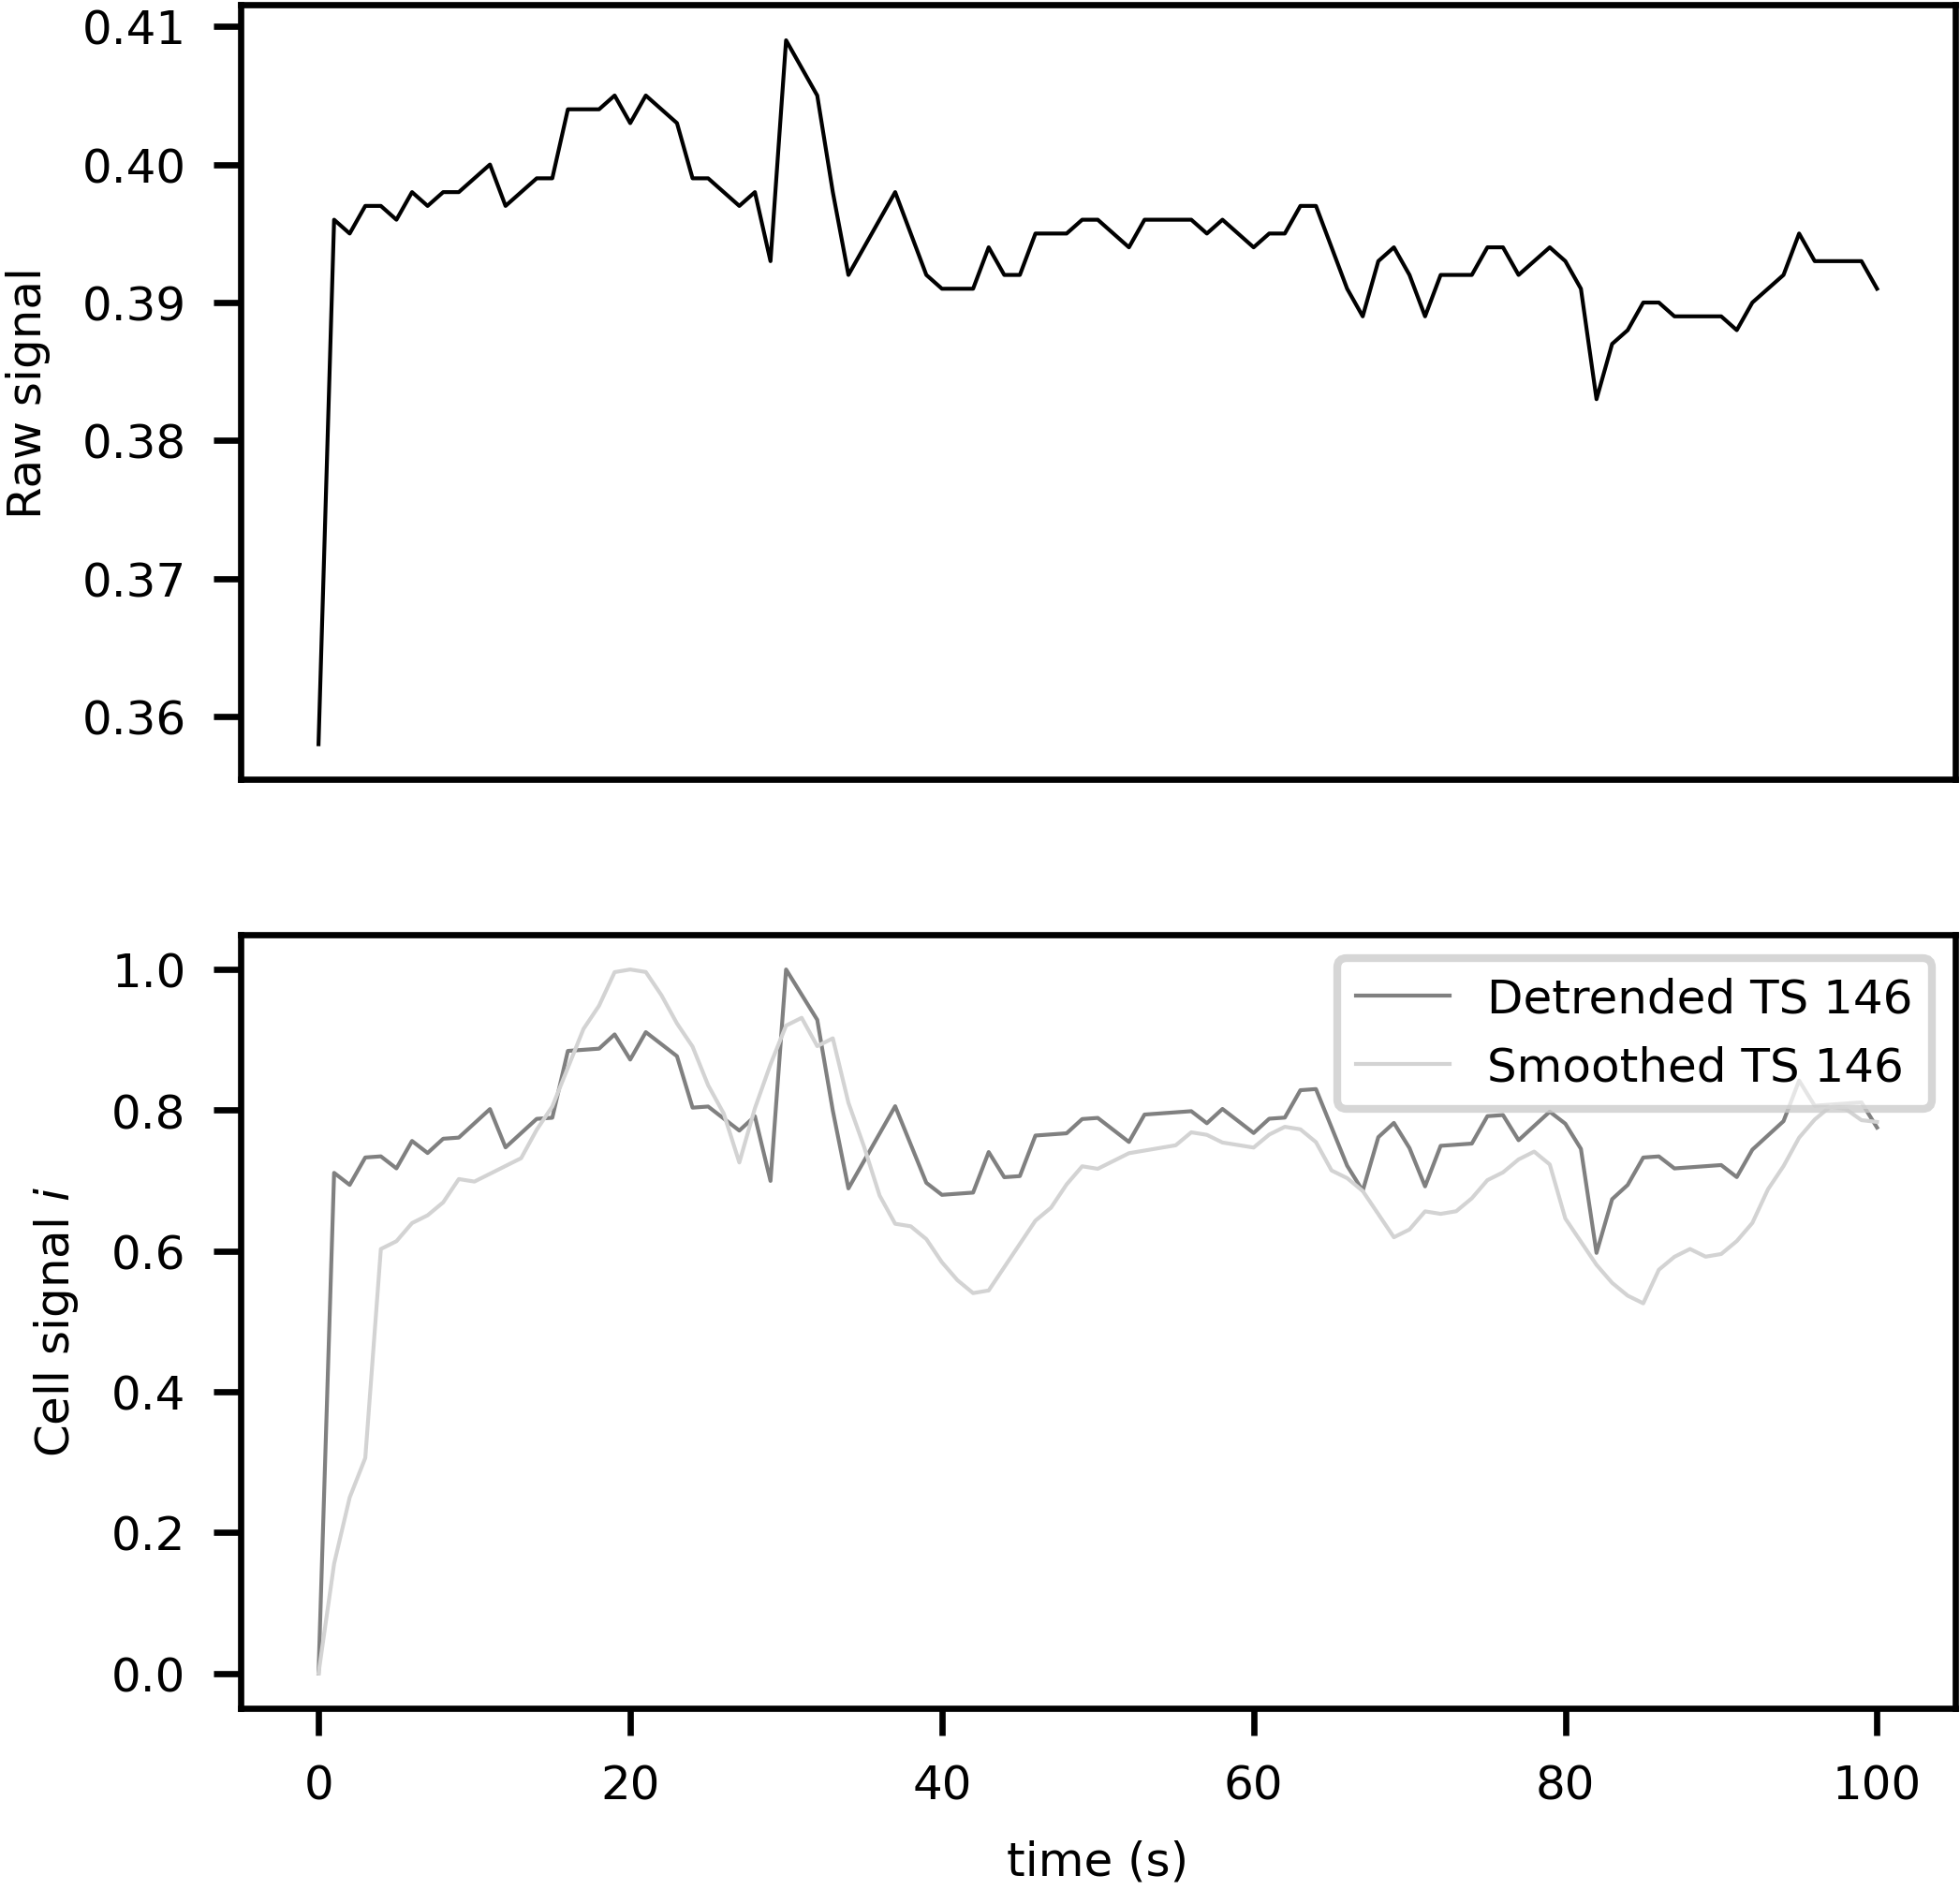 0.41
0.40
0.39
0.38
0.37
0.36
Raw signal
1.0
0.8
0.6
0.4
0.2
0.0
Cell signal i
Detrended TS 146
Smoothed TS 146
0 20 40 60 80 100
time (s)